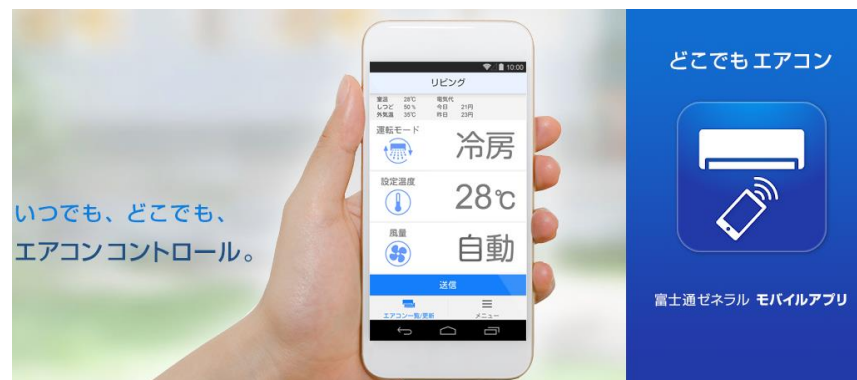 いつでも、どこでも、
エアコンコントロール。
10:00
リビング
室温 28℃ 電気代
しつど 50% 今日 21円
外気温 35℃ 昨日 23円
運転モード
冷房
設定温度
28℃
風量
自動
送信
エアコン一覧/更新 メニュー
どこでもエアコン
富士通ゼネラル モバイルアプリ